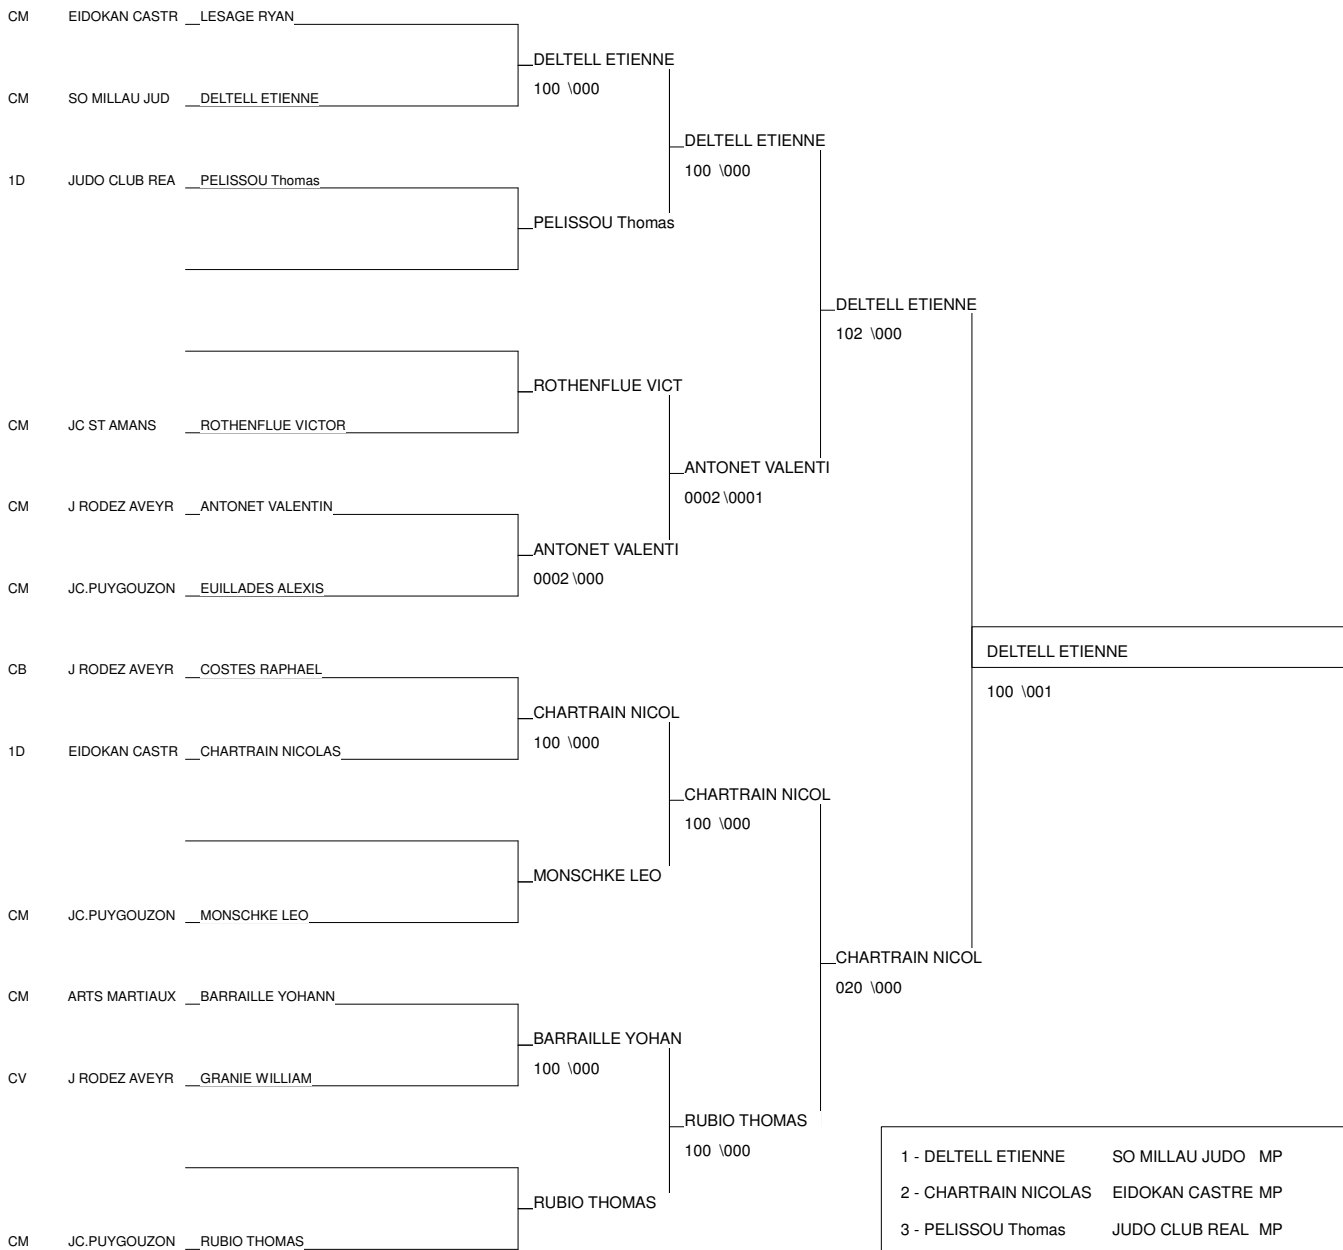 CM EIDOKAN CASTR LESAGE RYAN
DELTELL ETIENNE
100 \000
CM SO MILLAU JUD DELTELL ETIENNE
DELTELL ETIENNE
100 \000
1D JUDO CLUB REA PELISSOU Thomas
PELISSOU Thomas
DELTELL ETIENNE
102 \000
ROTHENFLUE VICT
CM JC ST AMANS ROTHENFLUE VICTOR
ANTONET VALENTI
0002 \0001
CM J RODEZ AVEYR ANTONET VALENTIN
ANTONET VALENTI
0002 \000
CM JC.PUYGOUZON EUILLADES ALEXIS
DELTELL ETIENNE
100 \001
CB J RODEZ AVEYR COSTES RAPHAEL
CHARTRAIN NICOL
100 \000
1D EIDOKAN CASTR CHARTRAIN NICOLAS
CHARTRAIN NICOL
100 \000
MONSCHKE LEO
CM JC.PUYGOUZON MONSCHKE LEO
CHARTRAIN NICOL
020 \000
CM ARTS MARTIAUX BARRAILLE YOHANN
BARRAILLE YOHAN
100 \000
CV J RODEZ AVEYR GRANIE WILLIAM
RUBIO THOMAS
100 \000
RUBIO THOMAS
CM JC.PUYGOUZON RUBIO THOMAS
1 - DELTELL ETIENNE SO MILLAU JUDO MP
2 - CHARTRAIN NICOLAS EIDOKAN CASTRE MP
3 - PELISSOU Thomas JUDO CLUB REAL MP